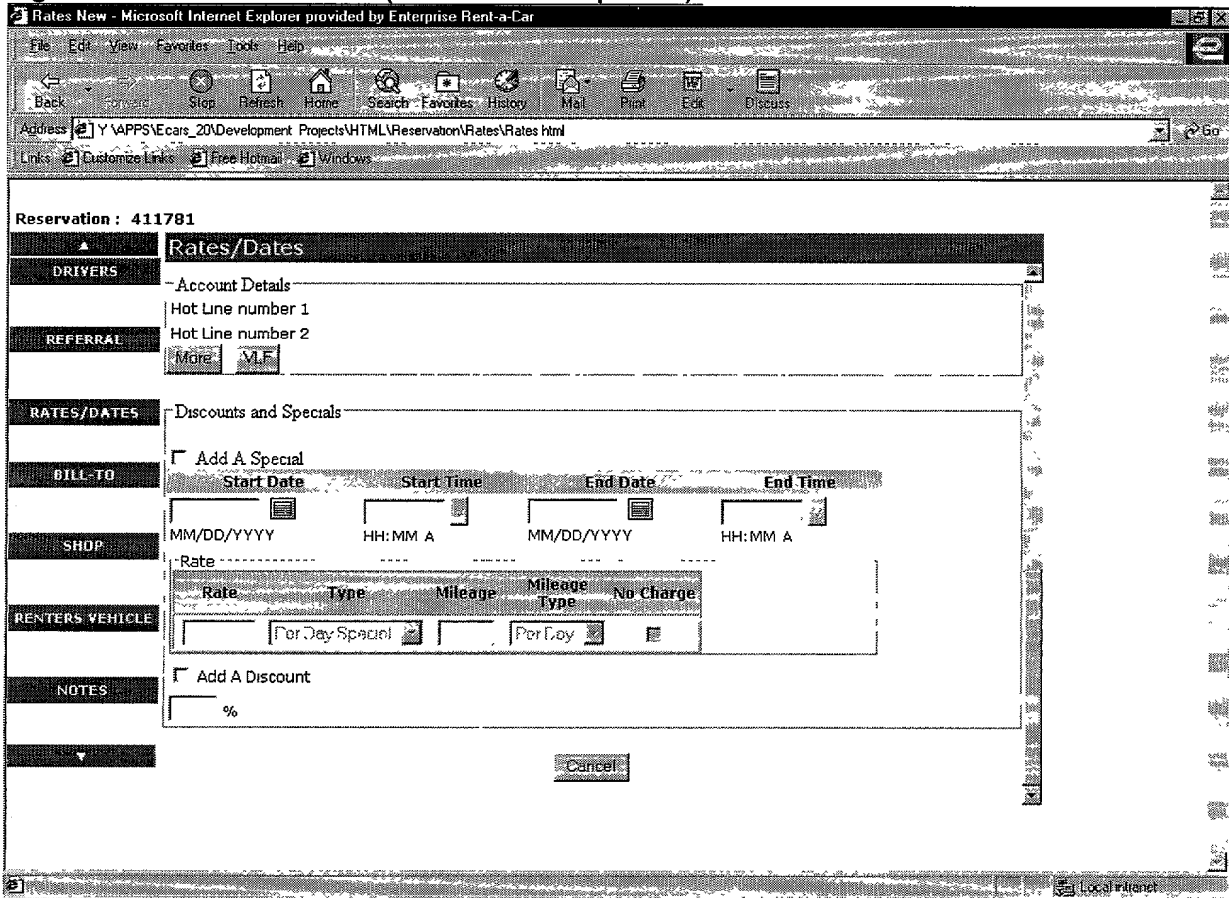 Rates New - Microsoft Internet Explorer provided by Enterprise Rent-a-Car
File Edit View Favorites Tools Help
Back Forward Stop Refresh Home Search Favorites History Mail Print Edit Discuss
Address Y \APPS\Ecars_20\Development Projects\HTML\Reservation\Rates\Rates html Go
Links Customize Links Free Hotmail Windows
Reservation : 411781
Rates/Dates
DRIVERS
Account Details
Hot Line number 1
REFERRAL
Hot Line number 2
More VLF
RATES/DATES
Discounts and Specials
Add A Special
BILL-TO
Start Date Start Time End Date End Time
MM/DD/YYYY HH:MM A MM/DD/YYYY HH:MM A
SHOP
Rate
Rate Type Mileage Mileage Type No Charge
RENTERS VEHICLE
Per Day Special Per Day
Add A Discount
NOTES
%
Cancel
Local intranet